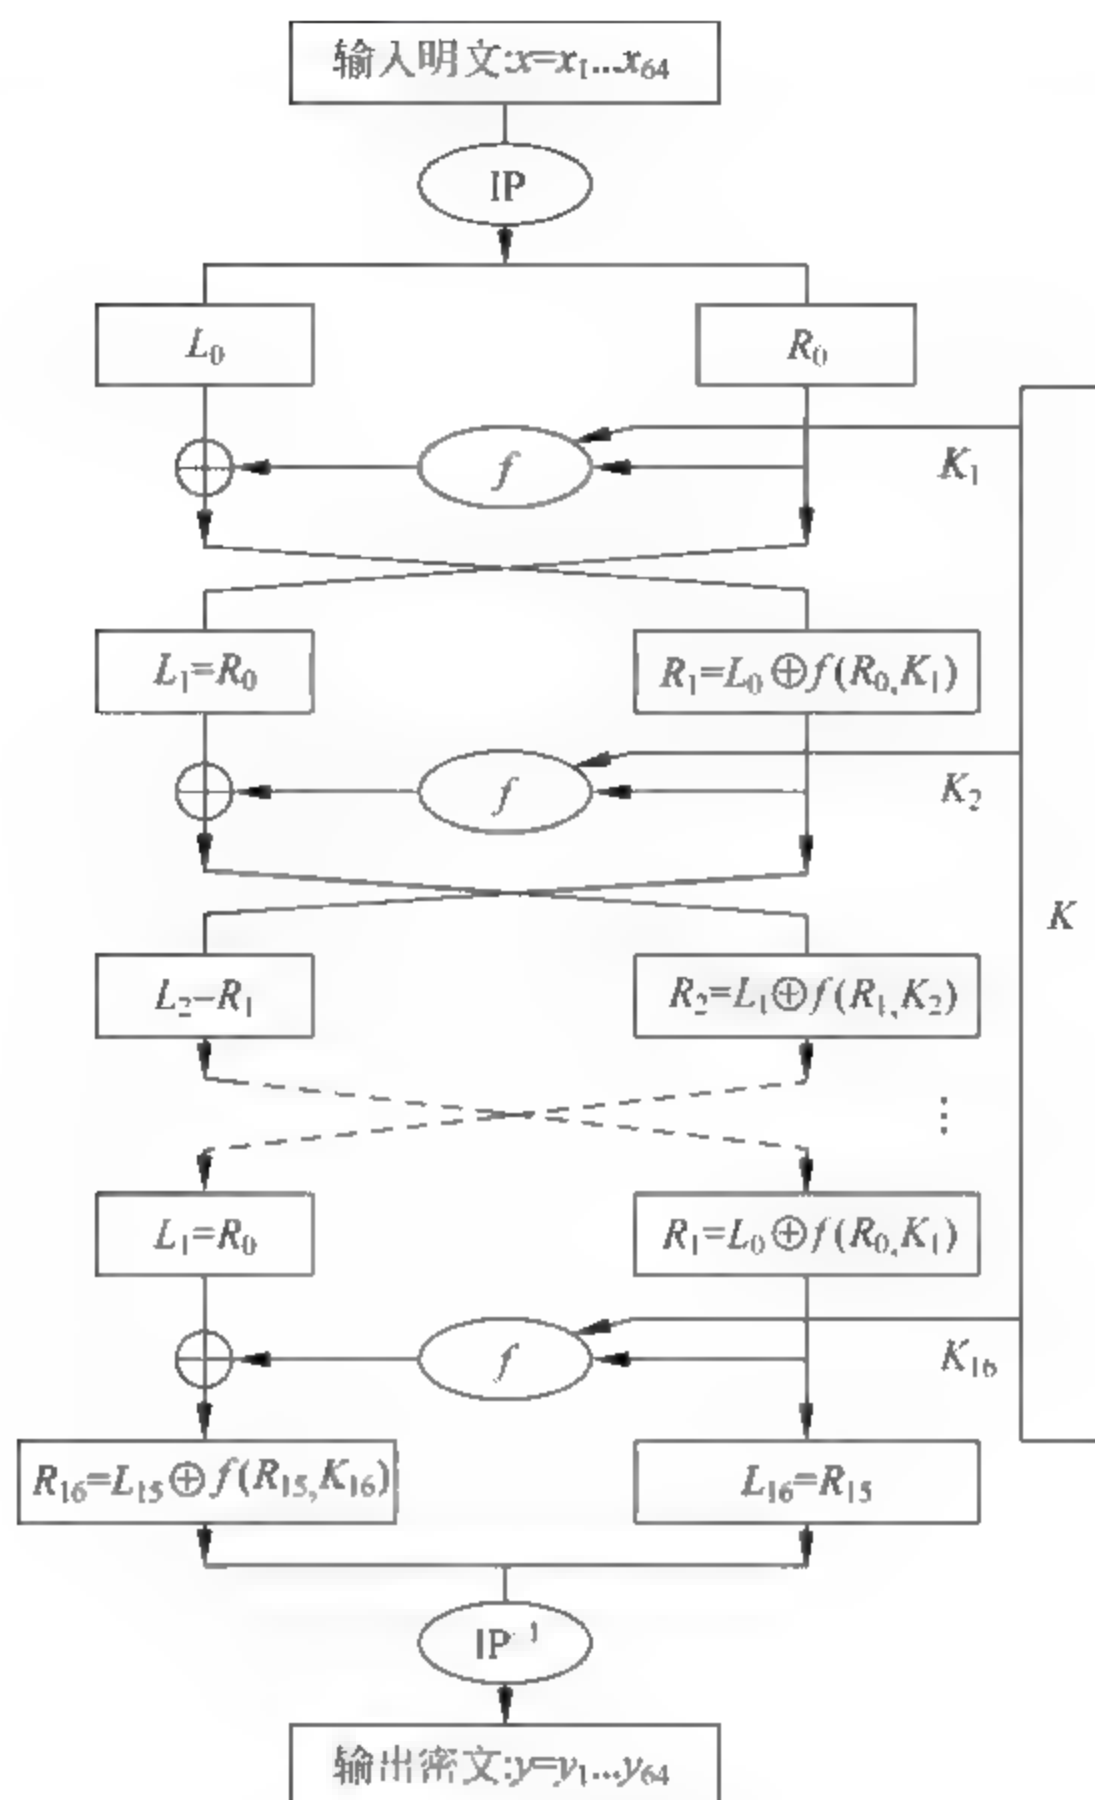 输入明文:x=x₁...x₆₄
IP
L₀
R₀
f
K₁
L₁=R₀
R₁=L₀⊕f(R₀,K₁)
f
K₂
K
L₂=R₁
R₂=L₁⊕f(R₁,K₂)
⋮
L₁=R₀
R₁=L₀⊕f(R₀,K₁)
f
K₁₆
R₁₆=L₁₅⊕f(R₁₅,K₁₆)
L₁₆=R₁₅
IP⁻¹
输出密文:y=y₁...y₆₄